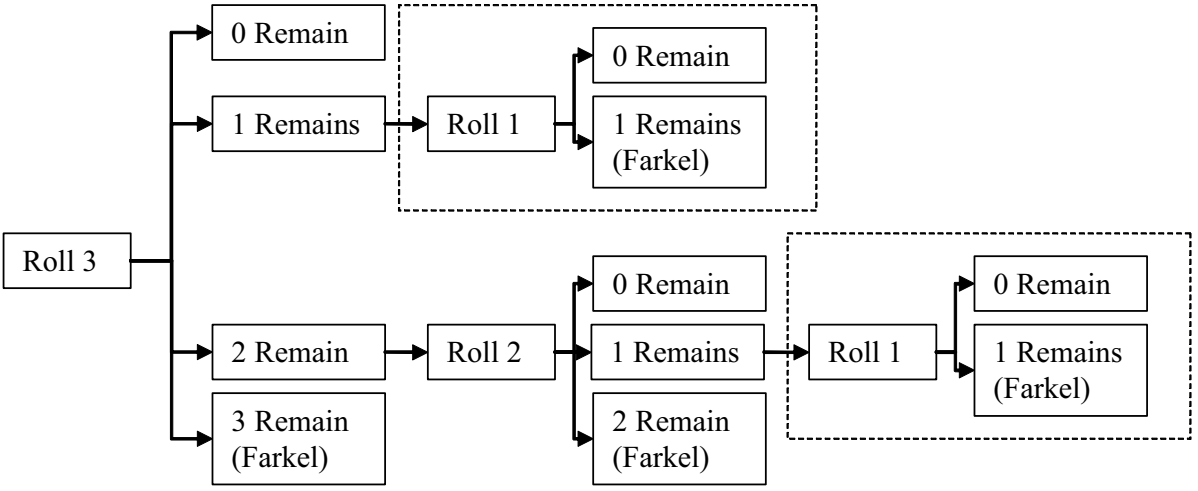 0 Remain
1 Remains
Roll 1
0 Remain
1 Remains
(Farkel)
Roll 3
2 Remain
3 Remain
(Farkel)
Roll 2
0 Remain
1 Remains
2 Remain
(Farkel)
Roll 1
0 Remain
1 Remains
(Farkel)